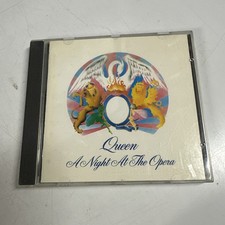 Queen
A Night At The Opera